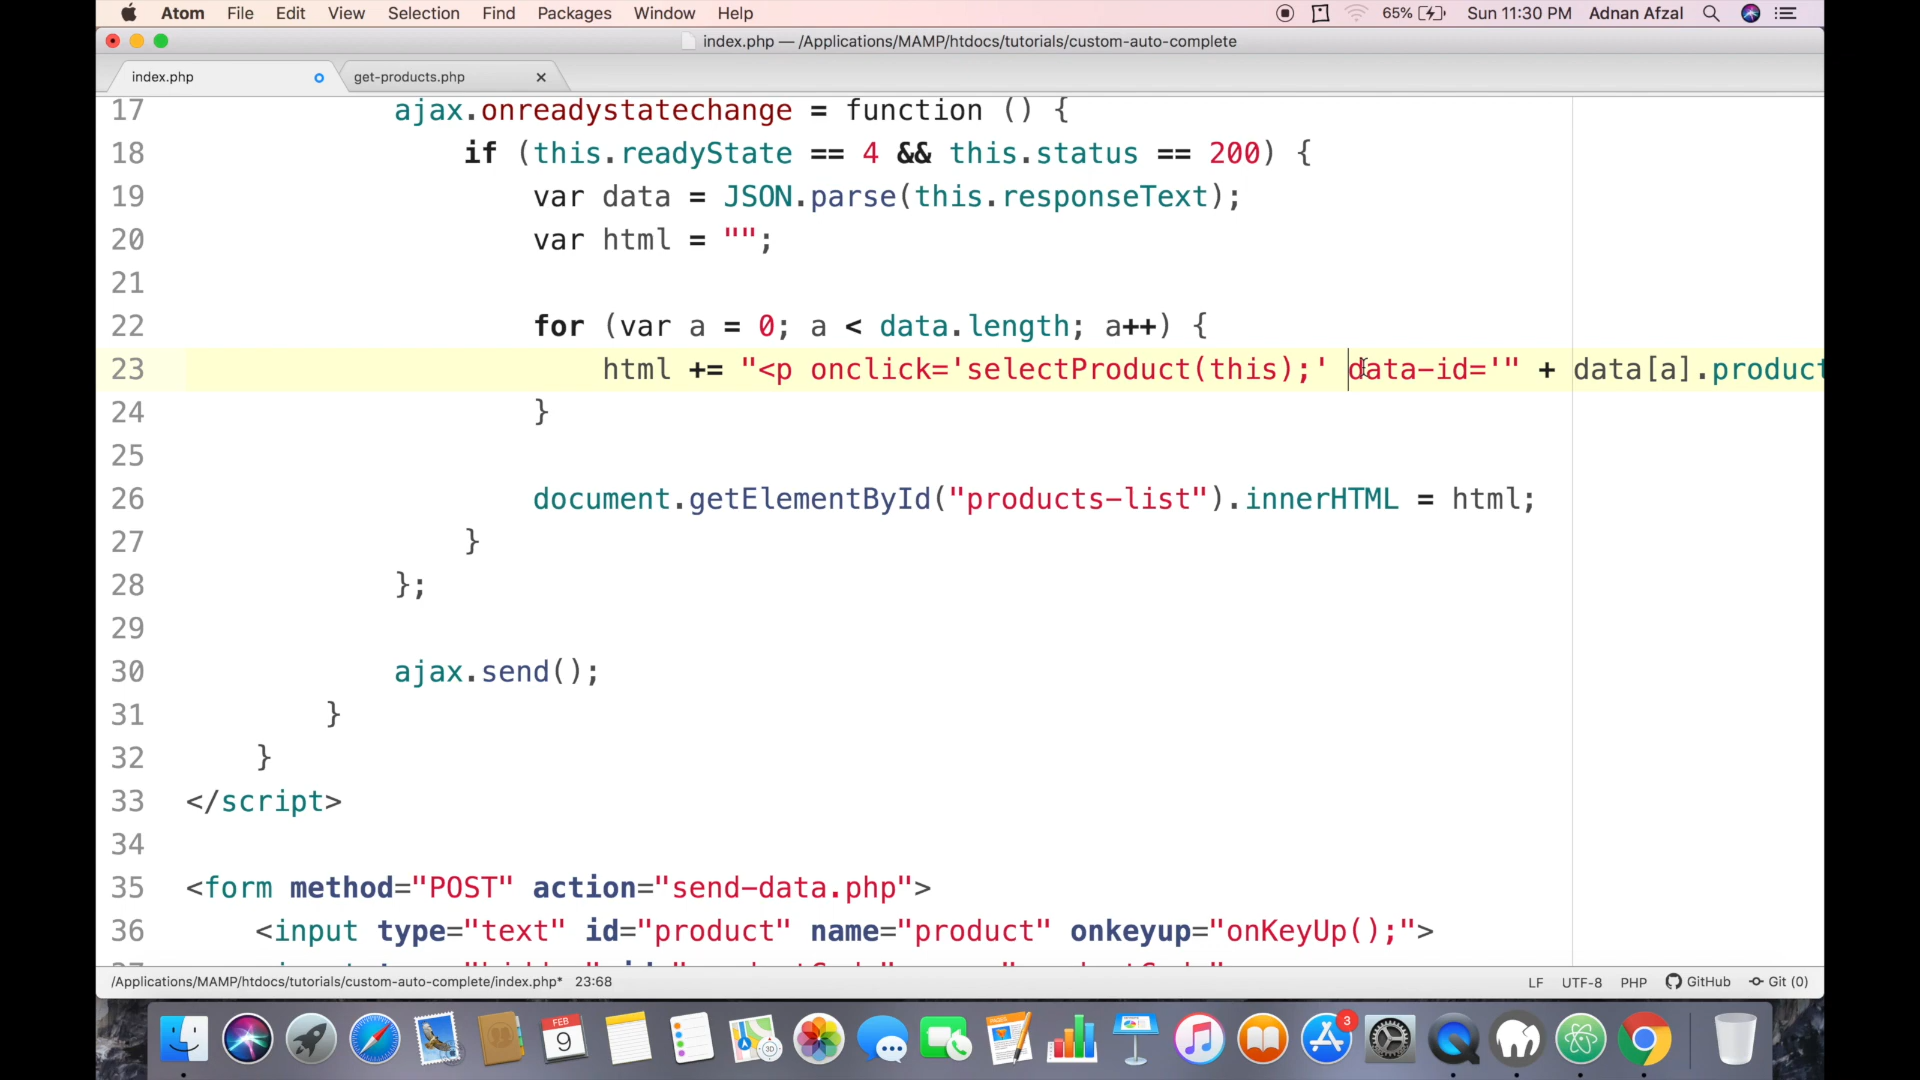 Atom File Edit View Selection Find Packages Window Help 65% Sun 11:30 PM Adnan Afzal
index.php — /Applications/MAMP/htdocs/tutorials/custom-auto-complete
index.php get-products.php
17 ajax.onreadystatechange = function () {
18 if (this.readyState == 4 && this.status == 200) {
19 var data = JSON.parse(this.responseText);
20 var html = "";
21
22 for (var a = 0; a < data.length; a++) {
23 html += "<p onclick='selectProduct(this);' data-id='" + data[a].product
24 }
25
26 document.getElementById("products-list").innerHTML = html;
27 }
28 };
29
30 ajax.send();
31 }
32 }
33 </script>
34
35 <form method="POST" action="send-data.php">
36 <input type="text" id="product" name="product" onkeyup="onKeyUp();">
/Applications/MAMP/htdocs/tutorials/custom-auto-complete/index.php* 23:68 LF UTF-8 PHP GitHub Git (0)
FEB
9
3D
3